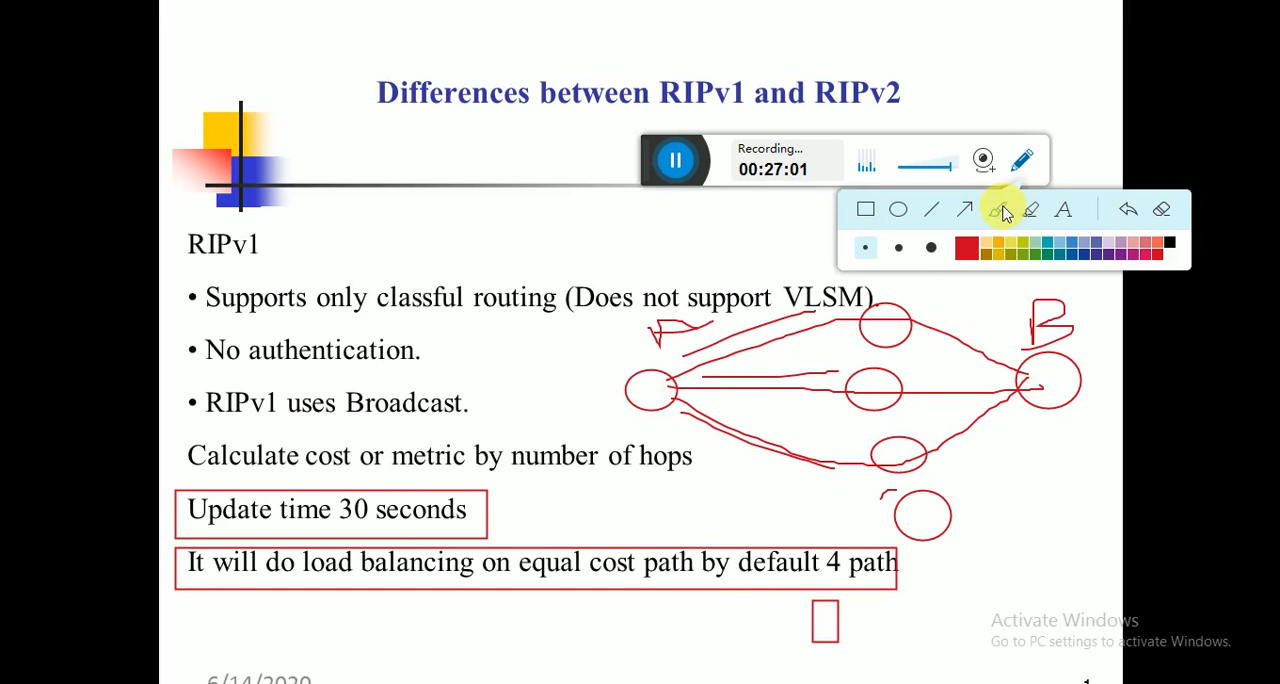 Differences between RIPv1 and RIPv2
Recording...
00:27:01
A
RIPv1
• Supports only classful routing (Does not support VLSM).
B
• No authentication.
• RIPv1 uses Broadcast.
Calculate cost or metric by number of hops
Update time 30 seconds
It will do load balancing on equal cost path by default 4 path
Activate Windows
Go to PC settings to activate Windows.
6/14/2020